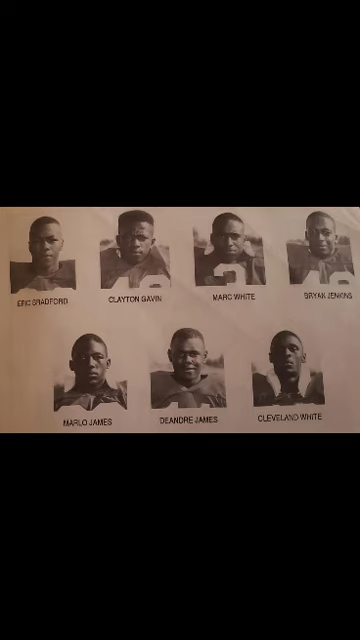 ERIC BRADFORD
CLAYTON GAVIN
MARC WHITE
BRYAN JENKINS
MARLO JAMES
DEANDRE JAMES
CLEVELAND WHITE